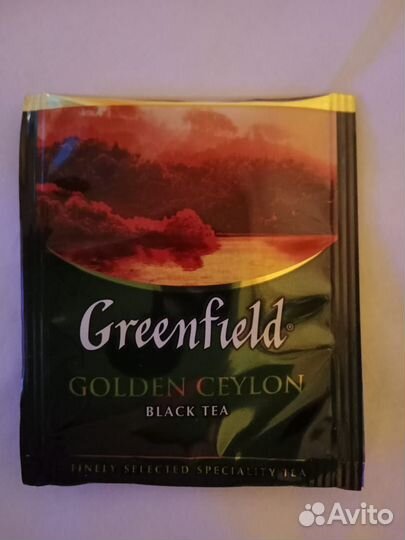 Greenfield®
GOLDEN CEYLON
BLACK TEA
FINELY SELECTED SPECIALITY TEA
Avito